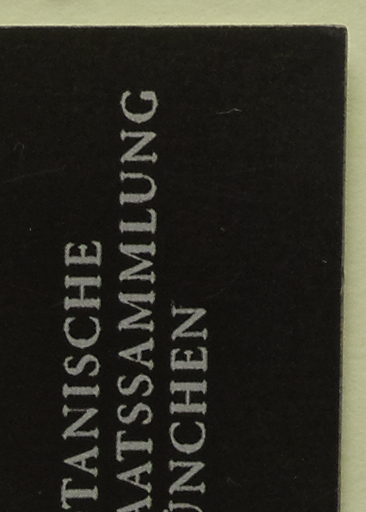 TANISCHE
AATSSAMMLUNG
ÜNCHEN